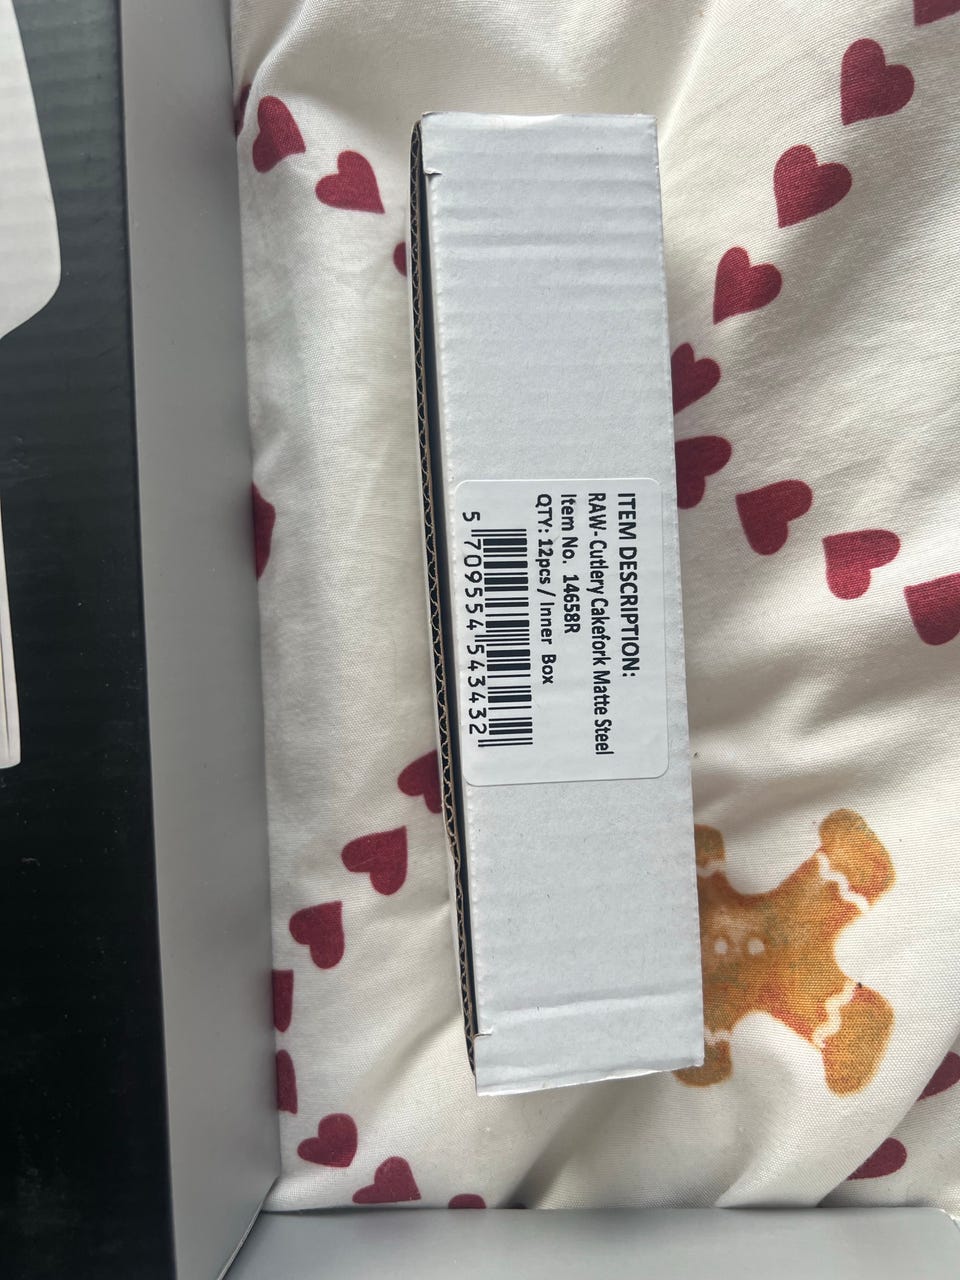 ITEM DESCRIPTION:
RAW- Cutlery Cakefork Matte Steel
Item No. 14658R
QTY: 12pcs / Inner Box
5 709554 543432